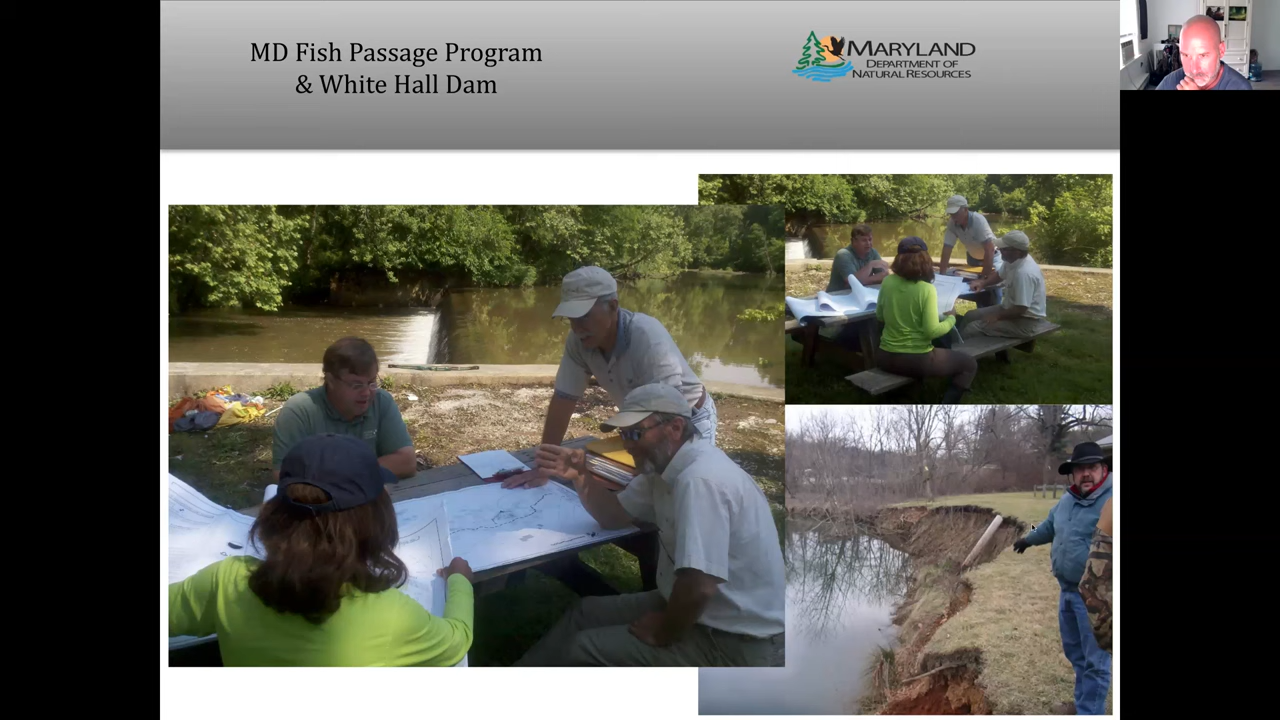 MD Fish Passage Program
& White Hall Dam
MARYLAND
DEPARTMENT OF
NATURAL RESOURCES